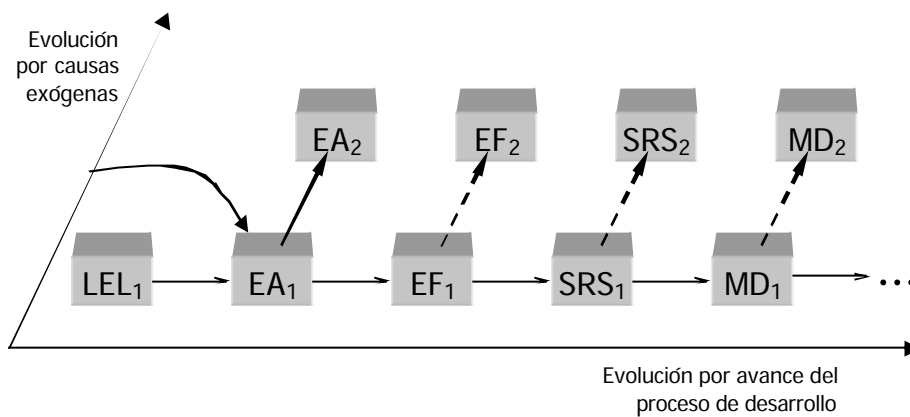 Evolución
por causas
exógenas
EA₂ EF₂ SRS₂ MD₂
LEL₁ EA₁ EF₁ SRS₁ MD₁ ...
Evolución por avance del
proceso de desarrollo